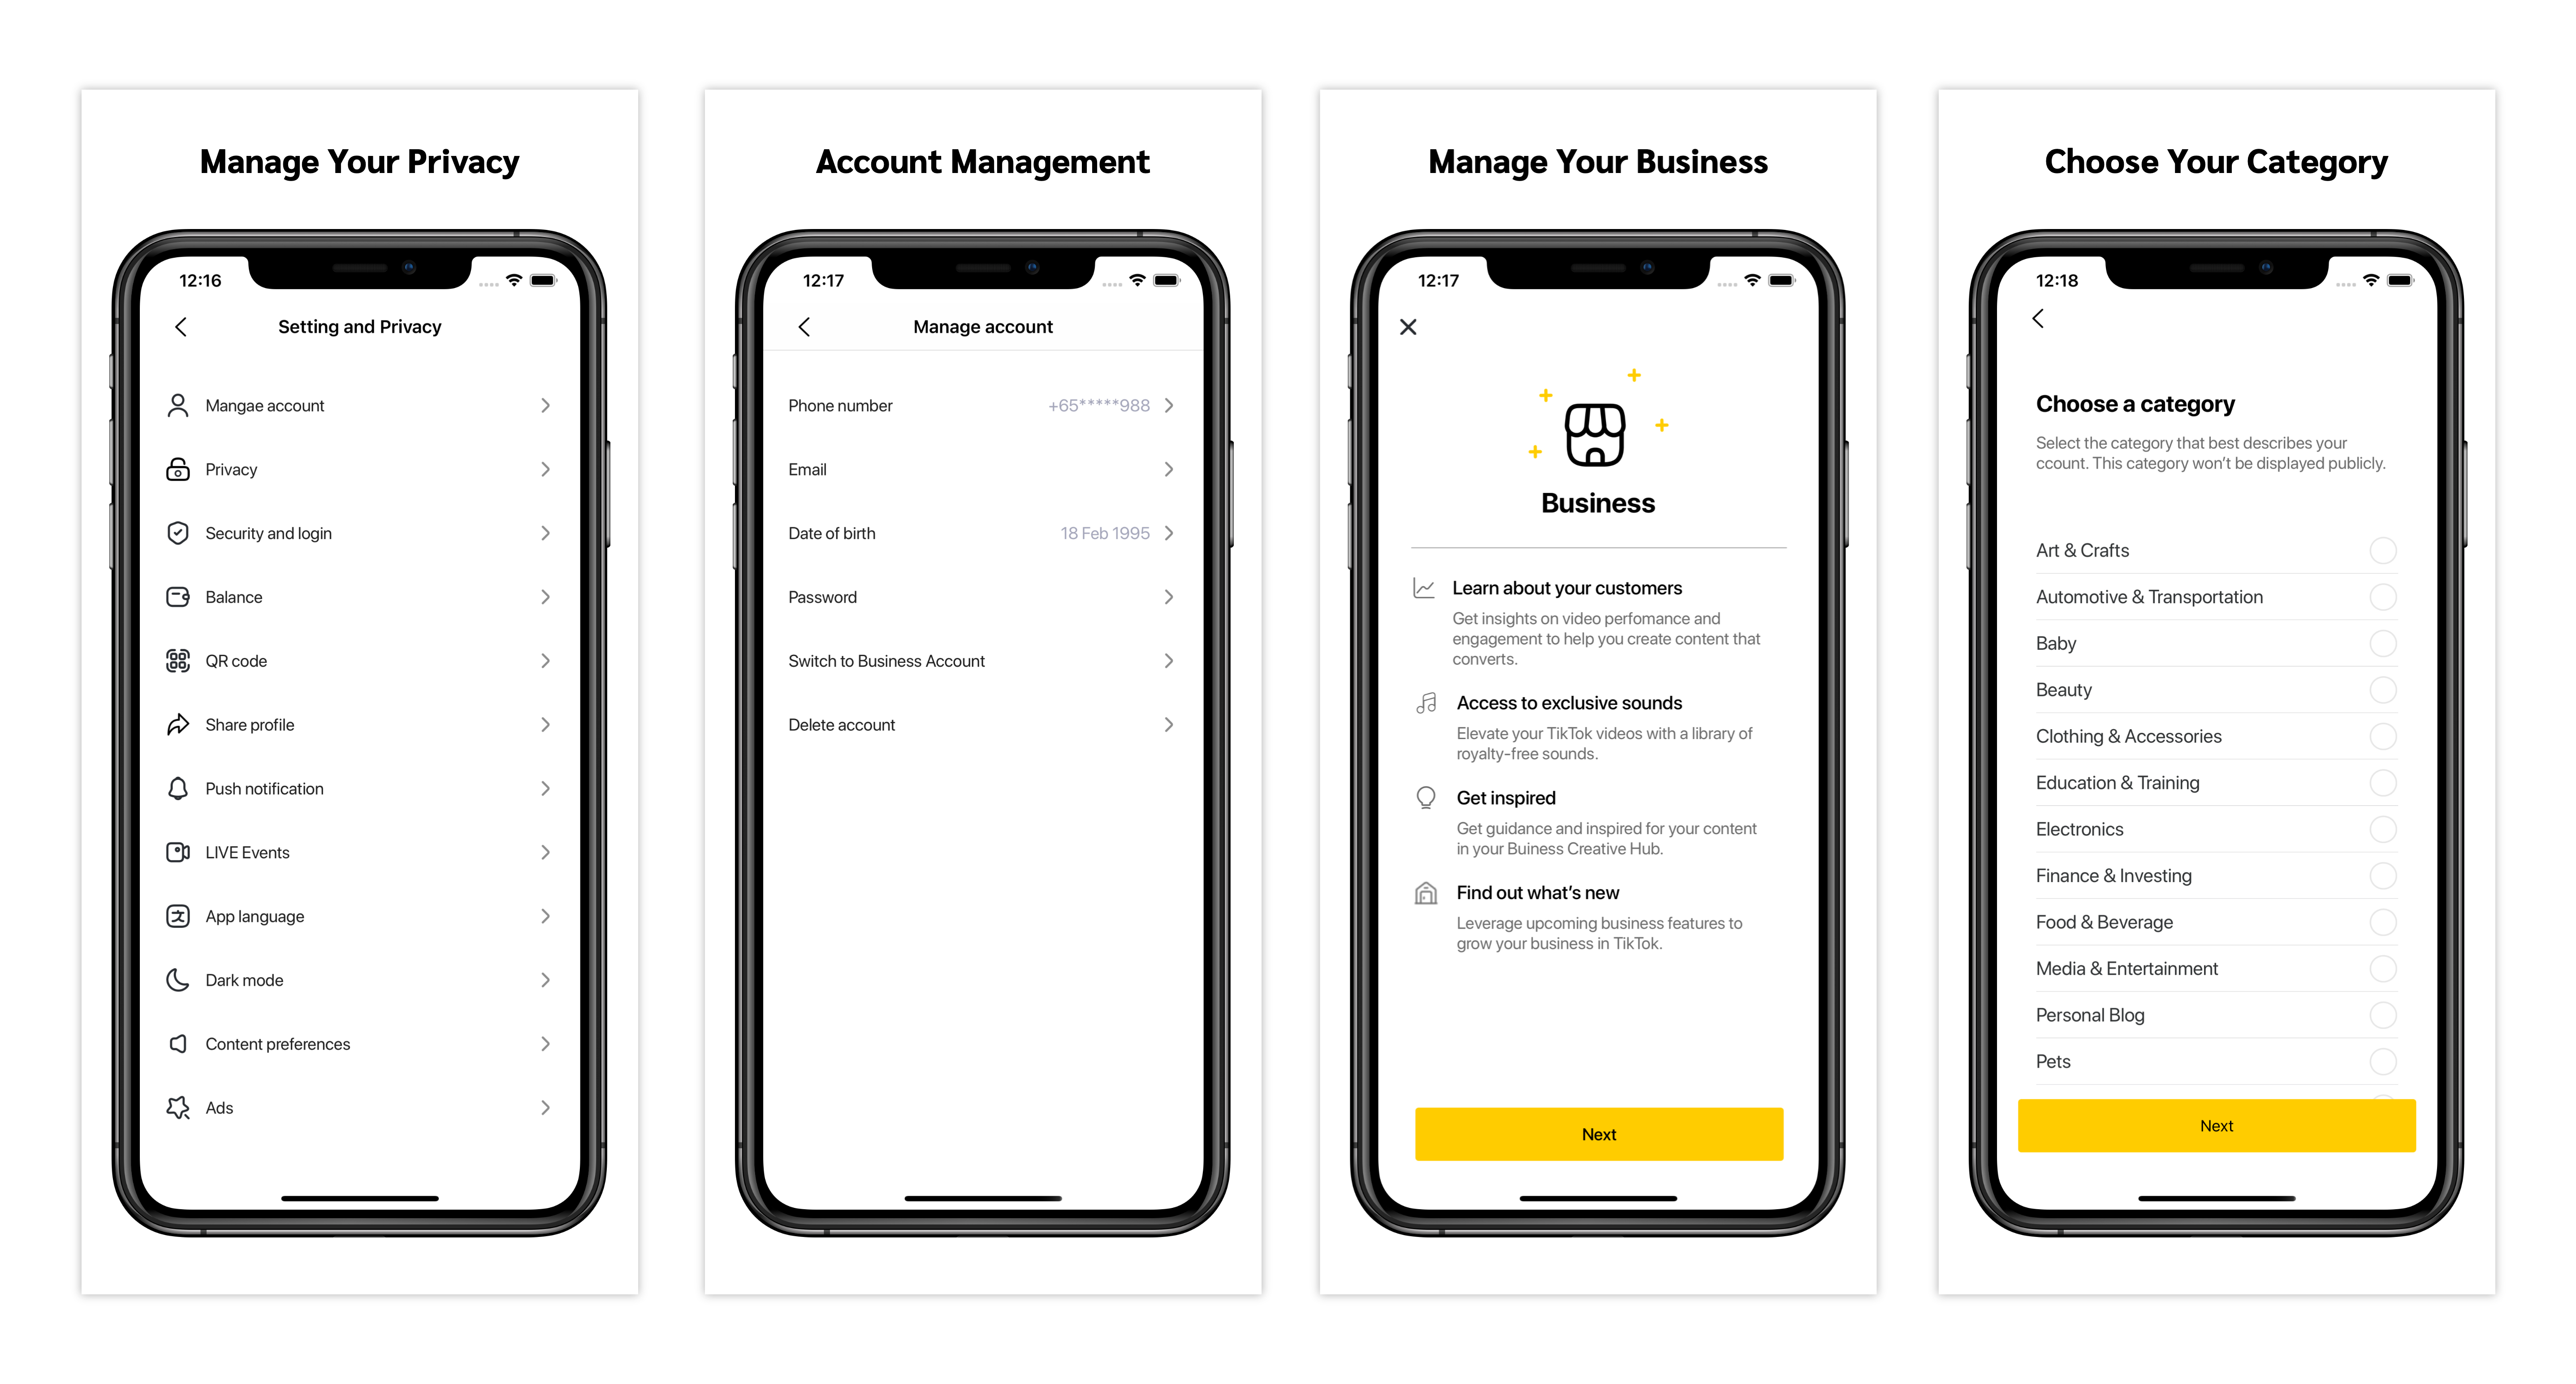 Manage Your Privacy
12:16
Setting and Privacy
Mangae account
Privacy
Security and login
Balance
QR code
Share profile
Push notification
LIVE Events
App language
Dark mode
Content preferences
Ads
Account Management
12:17
Manage account
Phone number +65*****988
Email
Date of birth 18 Feb 1995
Password
Switch to Business Account
Delete account
Manage Your Business
12:17
Business
Learn about your customers
Get insights on video perfomance and
engagement to help you create content that
converts.
Access to exclusive sounds
Elevate your TikTok videos with a library of
royalty-free sounds.
Get inspired
Get guidance and inspired for your content
in your Buiness Creative Hub.
Find out what’s new
Leverage upcoming business features to
grow your business in TikTok.
Next
Choose Your Category
12:18
Choose a category
Select the category that best describes your
ccount. This category won’t be displayed publicly.
Art & Crafts
Automotive & Transportation
Baby
Beauty
Clothing & Accessories
Education & Training
Electronics
Finance & Investing
Food & Beverage
Media & Entertainment
Personal Blog
Pets
Next